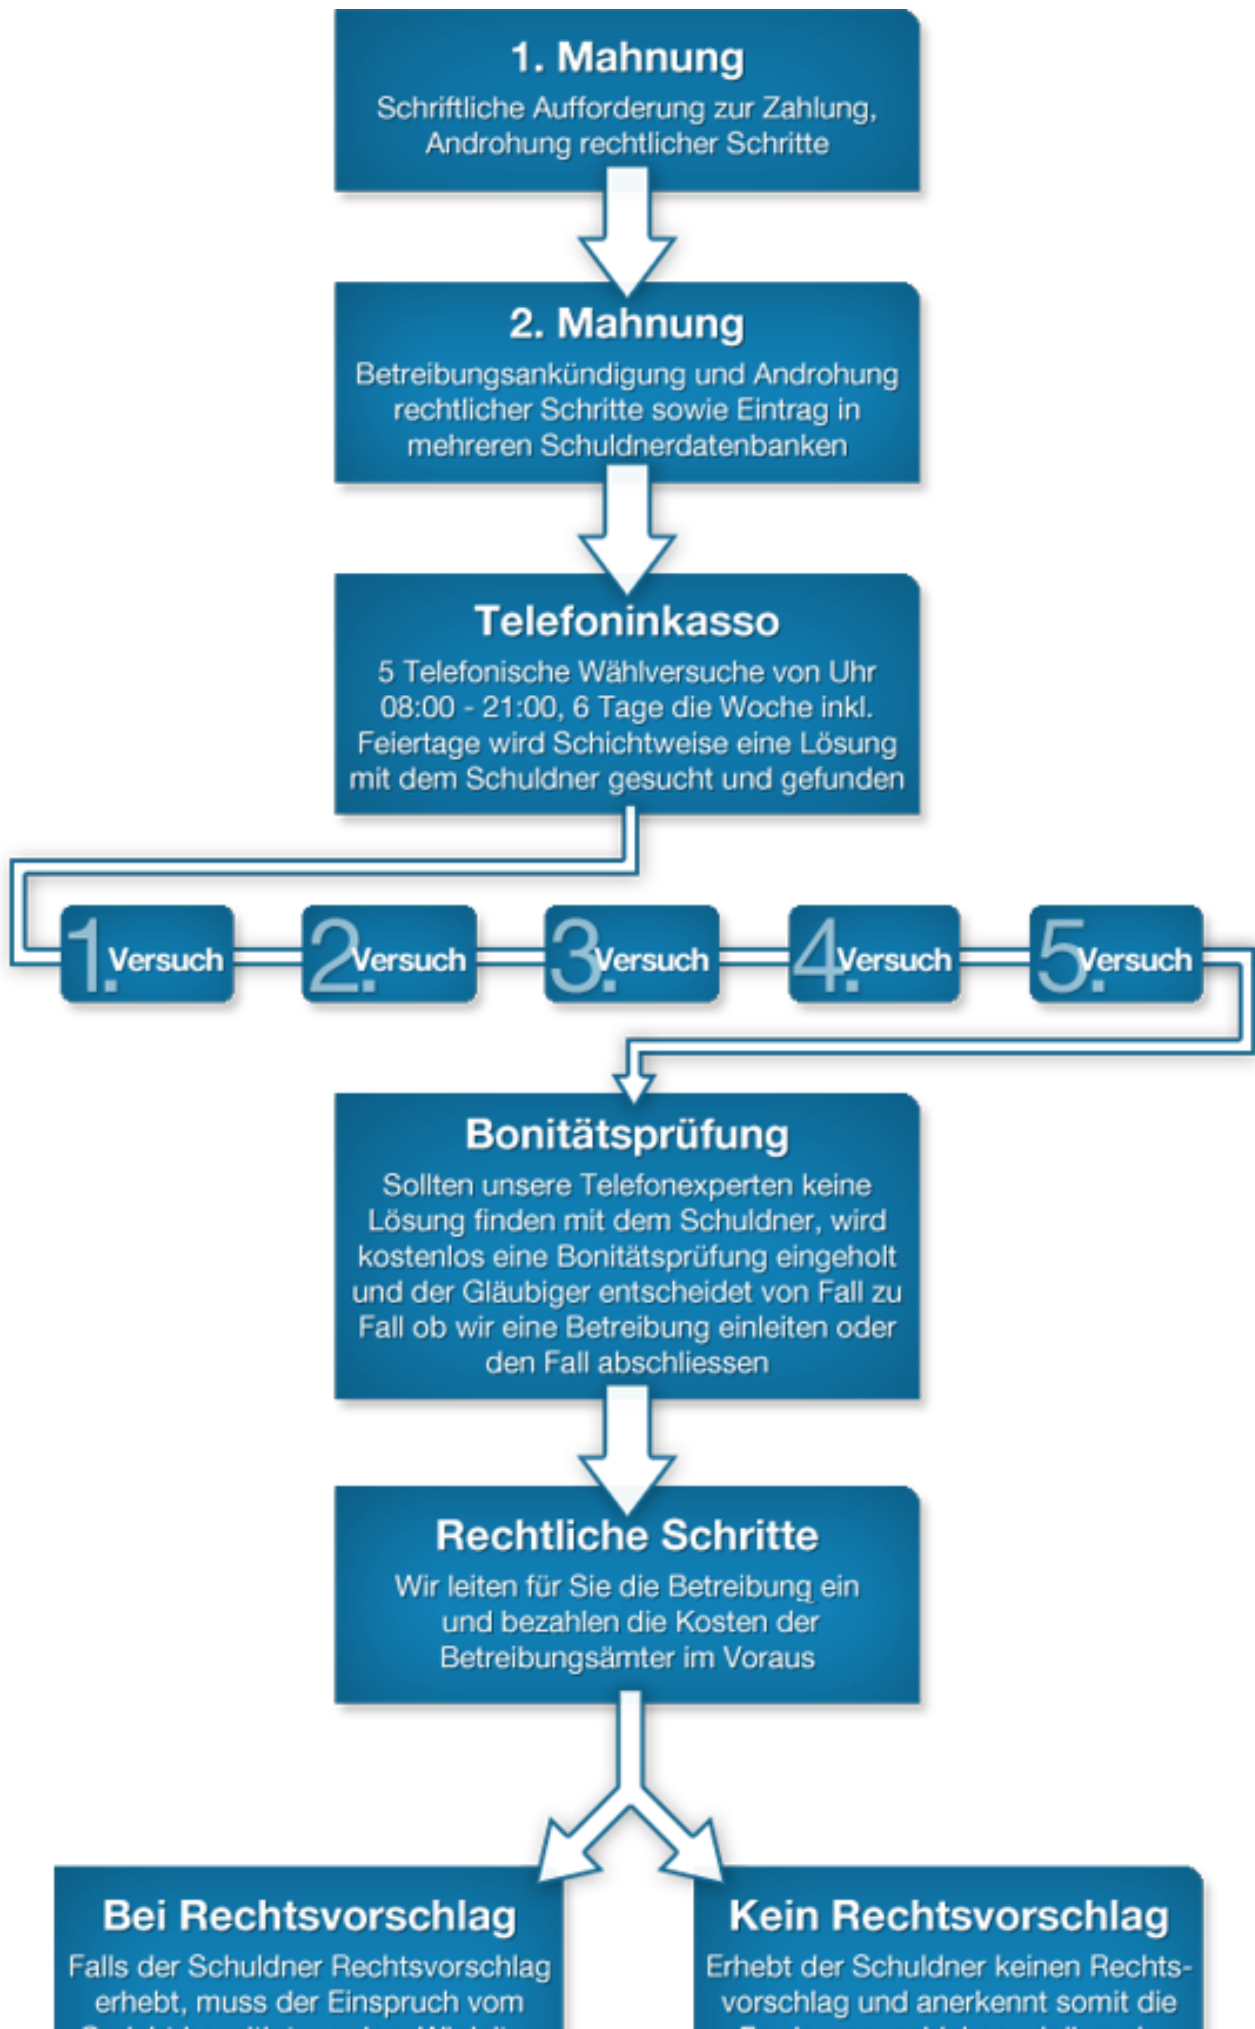 1. Mahnung
Schriftliche Aufforderung zur Zahlung,
Androhung rechtlicher Schritte
2. Mahnung
Betreibungsankündigung und Androhung
rechtlicher Schritte sowie Eintrag in
mehreren Schuldnerdatenbanken
Telefoninkasso
5 Telefonische Wählversuche von Uhr
08:00 - 21:00, 6 Tage die Woche inkl.
Feiertage wird Schichtweise eine Lösung
mit dem Schuldner gesucht und gefunden
1. Versuch
2. Versuch
3. Versuch
4. Versuch
5. Versuch
Bonitätsprüfung
Sollten unsere Telefonexperten keine
Lösung finden mit dem Schuldner, wird
kostenlos eine Bonitätsprüfung eingeholt
und der Gläubiger entscheidet von Fall zu
Fall ob wir eine Betreibung einleiten oder
den Fall abschliessen
Rechtliche Schritte
Wir leiten für Sie die Betreibung ein
und bezahlen die Kosten der
Betreibungsämter im Voraus
Bei Rechtsvorschlag
Falls der Schuldner Rechtsvorschlag
erhebt, muss der Einspruch vom
Kein Rechtsvorschlag
Erhebt der Schuldner keinen Rechts-
vorschlag und anerkennt somit die